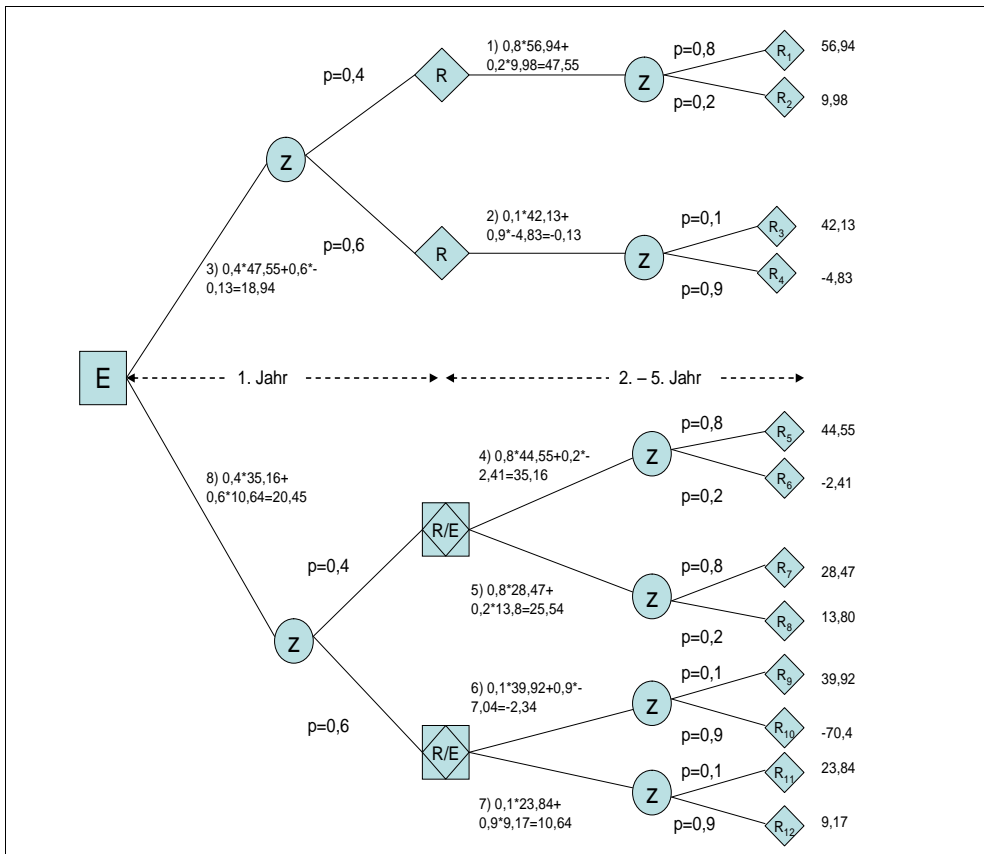 1) 0,8*56,94+
0,2*9,98=47,55
p=0,8
R1
56,94
p=0,4
R
z
p=0,2
R2
9,98
z
2) 0,1*42,13+
0,9*-4,83=-0,13
p=0,1
R3
42,13
p=0,6
R
z
3) 0,4*47,55+0,6*-
0,13=18,94
p=0,9
R4
-4,83
E
1. Jahr
2. – 5. Jahr
p=0,8
R5
44,55
4) 0,8*44,55+0,2*-
2,41=35,16
z
R6
-2,41
8) 0,4*35,16+
0,6*10,64=20,45
p=0,2
R/E
p=0,4
p=0,8
R7
28,47
5) 0,8*28,47+
0,2*13,8=25,54
z
R8
13,80
z
p=0,2
p=0,1
R9
39,92
6) 0,1*39,92+0,9*-
7,04=-2,34
z
p=0,6
p=0,9
R10
-70,4
R/E
p=0,1
R11
23,84
z
7) 0,1*23,84+
0,9*9,17=10,64
p=0,9
R12
9,17